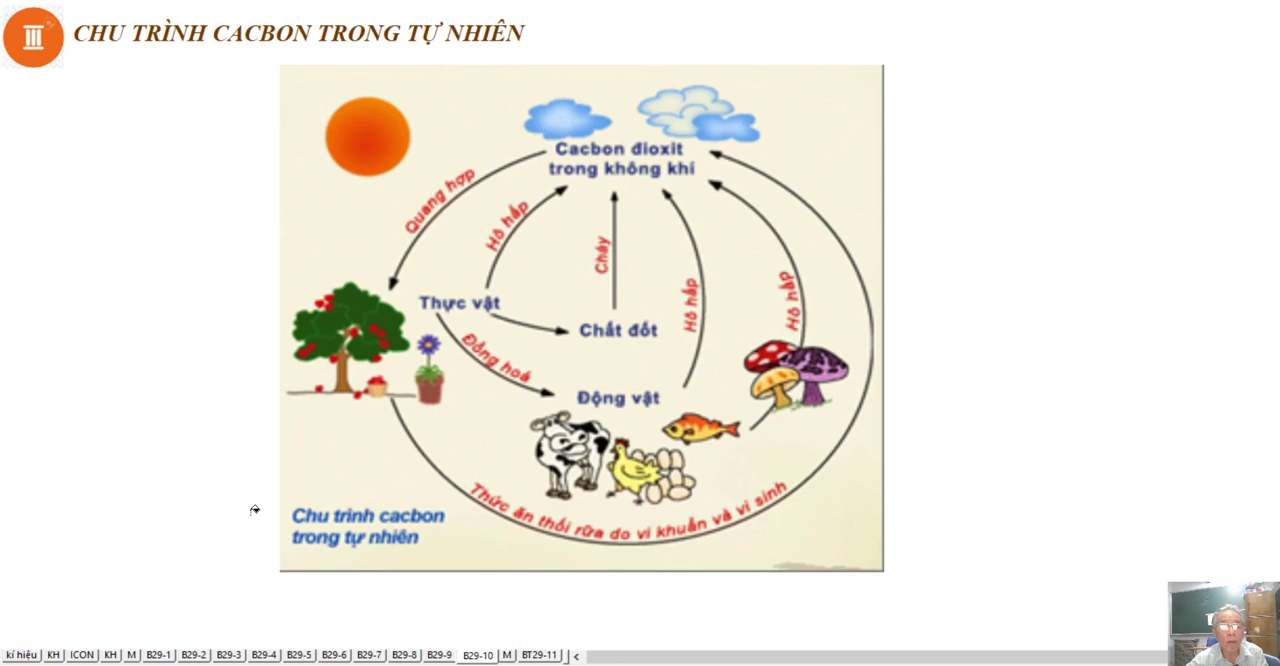 III
CHU TRÌNH CACBON TRONG TỰ NHIÊN
Cacbon đioxit
trong không khí
Quang hợp
Hô hấp
Cháy
Hô hấp
Hô hấp
Thực vật
Chất đốt
Đồng hoá
Động vật
Thức ăn thối rữa do vi khuẩn và vi sinh
Chu trình cacbon
trong tự nhiên
kí hiệu KH ICON KH M B29-1 B29-2 B29-3 B29-4 B29-5 B29-6 B29-7 B29-8 B29-9 B29-10 M BT29-11